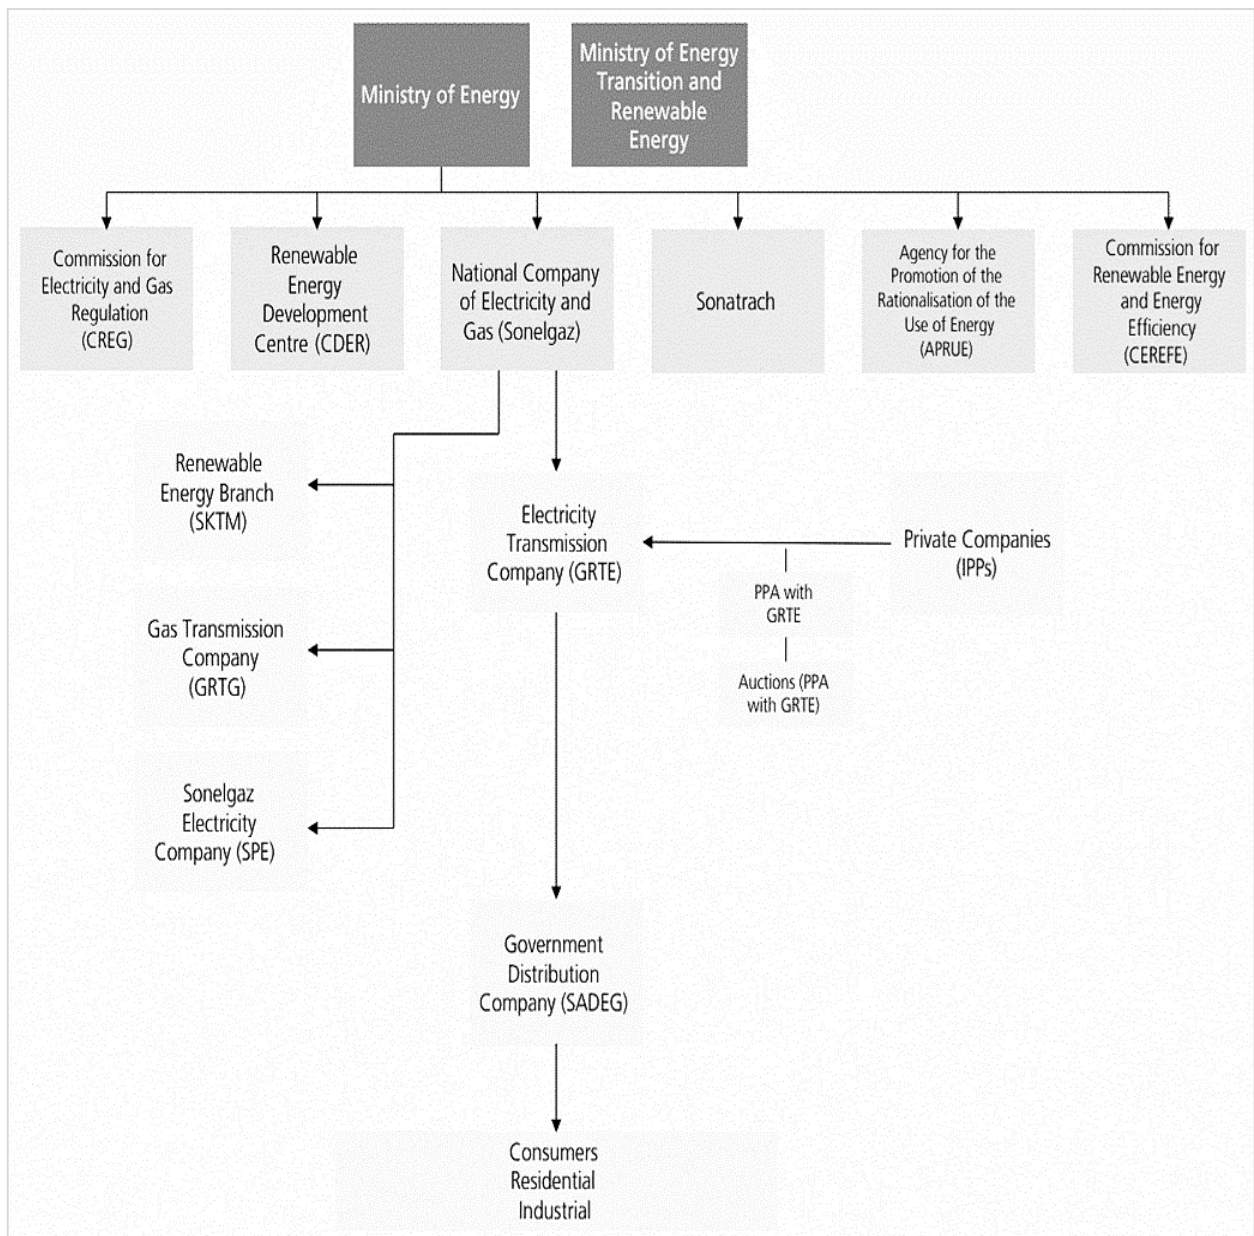 Ministry of Energy
Ministry of Energy
Transition and
Renewable
Energy
Commission for
Electricity and Gas
Regulation
(CREG)
Renewable
Energy
Development
Centre (CDER)
National Company
of Electricity and
Gas (Sonelgaz)
Sonatrach
Agency for the
Promotion of the
Rationalisation of the
Use of Energy
(APRUE)
Commission for
Renewable Energy
and Energy
Efficiency
(CEREFE)
Renewable
Energy Branch
(SKTM)
Electricity
Transmission
Company (GRTE)
Private Companies
(IPPs)
PPA with
GRTE
Gas Transmission
Company
(GRTG)
Auctions (PPA
with GRTE)
Sonelgaz
Electricity
Company (SPE)
Government
Distribution
Company (SADEG)
Consumers
Residential
Industrial